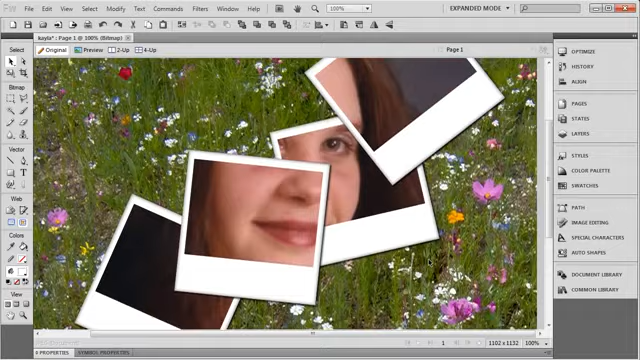 Fw File Edit View Select Modify Text Commands Filters Window Help 100% EXPANDED MODE
kayla* : Page 1 @ 100% (Bitmap)
Original Preview 2-Up 4-Up Page 1
Select
Bitmap
Vector
Web
Colors
View
OPTIMIZE
HISTORY
ALIGN
PAGES
STATES
LAYERS
STYLES
COLOR PALETTE
SWATCHES
PATH
IMAGE EDITING
SPECIAL CHARACTERS
AUTO SHAPES
DOCUMENT LIBRARY
COMMON LIBRARY
1 1102 x 1132 100%
PROPERTIES SYMBOL PROPERTIES